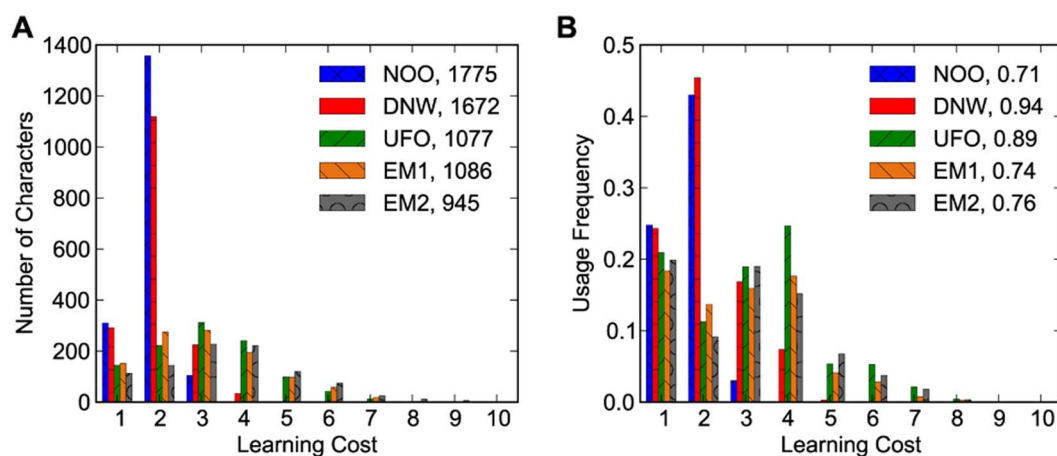 A
Number of Characters
1400
1200
1000
800
600
400
200
0
NOO, 1775
DNW, 1672
UFO, 1077
EM1, 1086
EM2, 945
1 2 3 4 5 6 7 8 9 10
Learning Cost
B
Usage Frequency
0.5
0.4
0.3
0.2
0.1
0.0
NOO, 0.71
DNW, 0.94
UFO, 0.89
EM1, 0.74
EM2, 0.76
1 2 3 4 5 6 7 8 9 10
Learning Cost